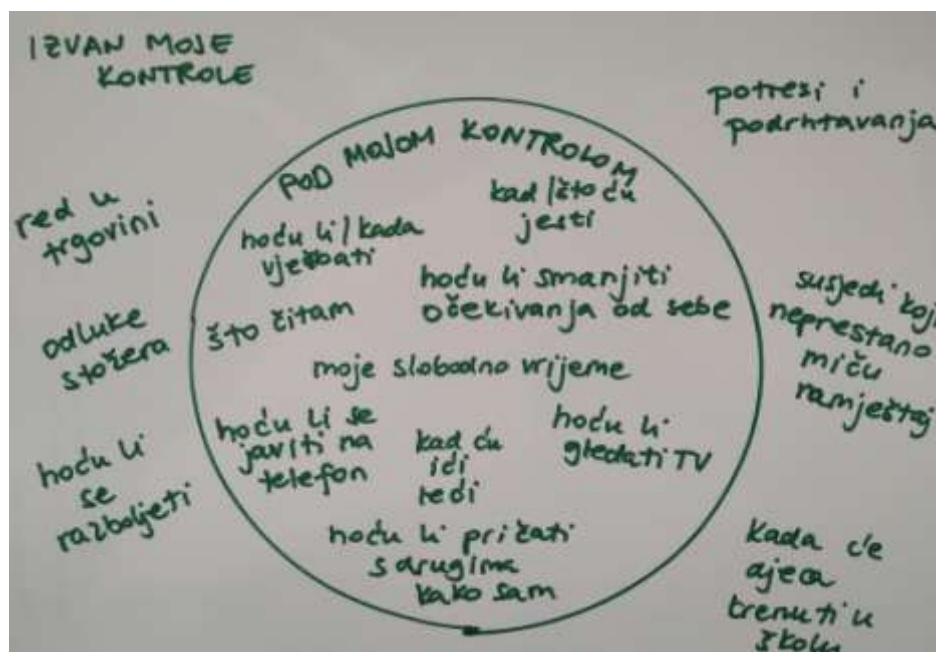 IZVAN MOJE
KONTROLE
potresi i
podrhtavanja
red u
trgovini
odluke
stožera
hoću li
se
razboljeti
POD MOJOM KONTROLOM
kad/što ću
jesti
hoću li/kada
vježbati
hoću li smanjiti
očekivanja od sebe
što čitam
moje slobodno vrijeme
hoću li se
javiti na
telefon
kad ću
ići
leći
hoću li
gledati TV
hoću li pričati
s drugima
kako sam
susjedi koji
neprestano
miču
namještaj
kada će
djeca
krenuti u
školu